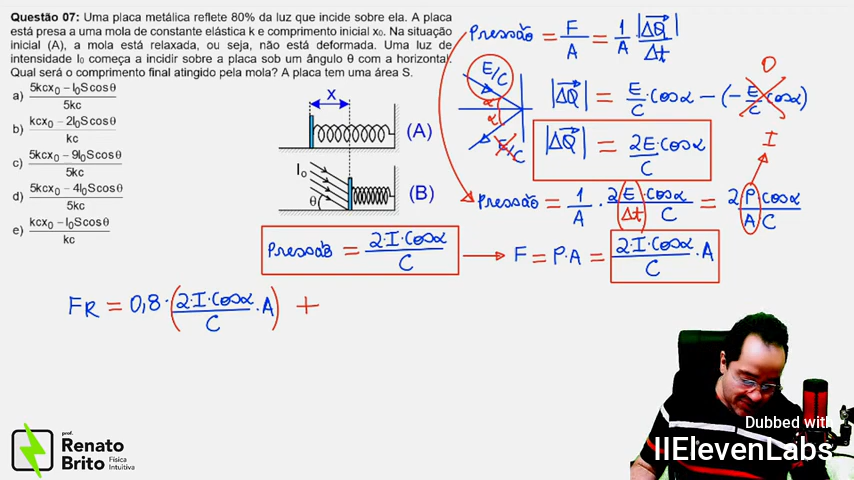 Questão 07: Uma placa metálica reflete 80% da luz que incide sobre ela. A placa
está presa a uma mola de constante elástica k e comprimento inicial x₀. Na situação
inicial (A), a mola está relaxada, ou seja, não está deformada. Uma luz de
intensidade I₀ começa a incidir sobre a placa sob um ângulo θ com a horizontal.
Qual será o comprimento final atingido pela mola? A placa tem uma área S.
a) (5kcx₀ − I₀Scosθ)/5kc
b) (kcx₀ − 2I₀Scosθ)/kc
c) (5kcx₀ − 9I₀Scosθ)/5kc
d) (5kcx₀ − 4I₀Scosθ)/5kc
e) (kcx₀ − I₀Scosθ)/kc
X
(A)
I₀
θ
(B)
Pressão = F/A = 1/A |ΔQ|/Δt
E/C
α
α
E/C
|ΔQ| = E/C · cosα − (−E/C cosα)
0
|ΔQ| = 2E/C · cosα
I
Pressão = 1/A · 2E · cosα/Δt C = 2 P cosα/A C
Pressão = 2·I·cosα/C → F = P·A = 2·I·cosα/C · A
FR = 0,8 · (2·I·cosα/C · A) +
prof.
Renato
Brito
Física
Intuitiva
Dubbed with
IIElevenLabs